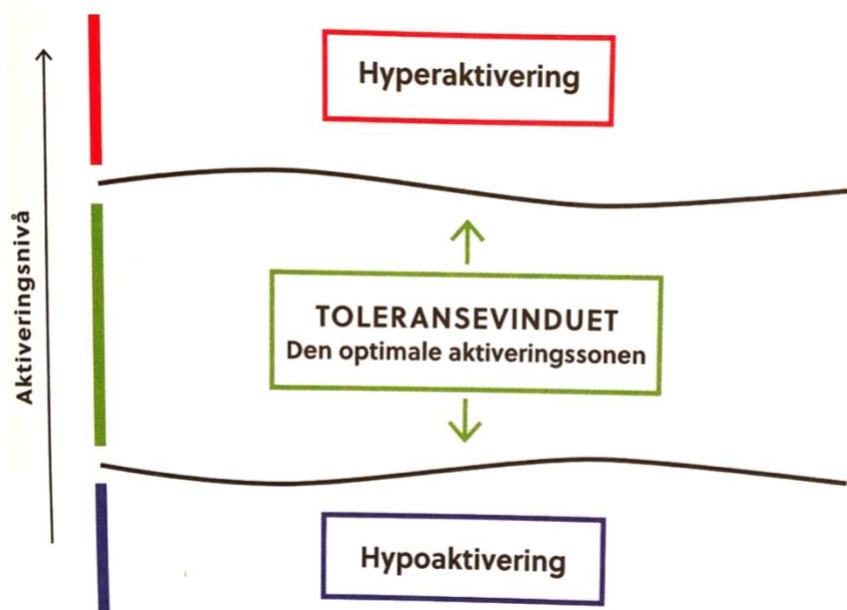 Hyperaktivering
Aktiveringsnivå
TOLERANSEVINDUET
Den optimale aktiveringssonen
Hypoaktivering